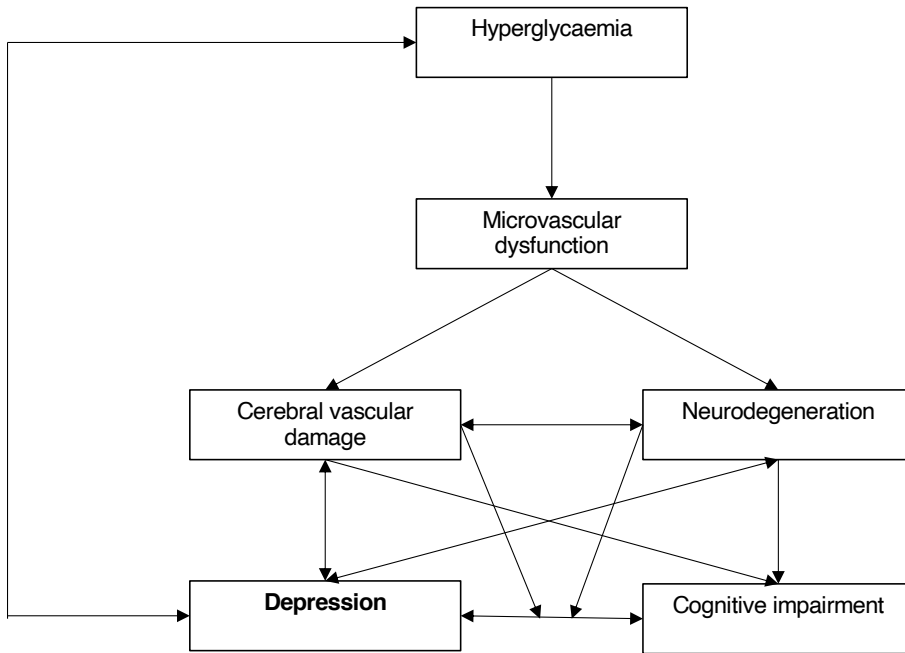 Hyperglycaemia
Microvascular
dysfunction
Cerebral vascular
damage
Neurodegeneration
Depression
Cognitive impairment